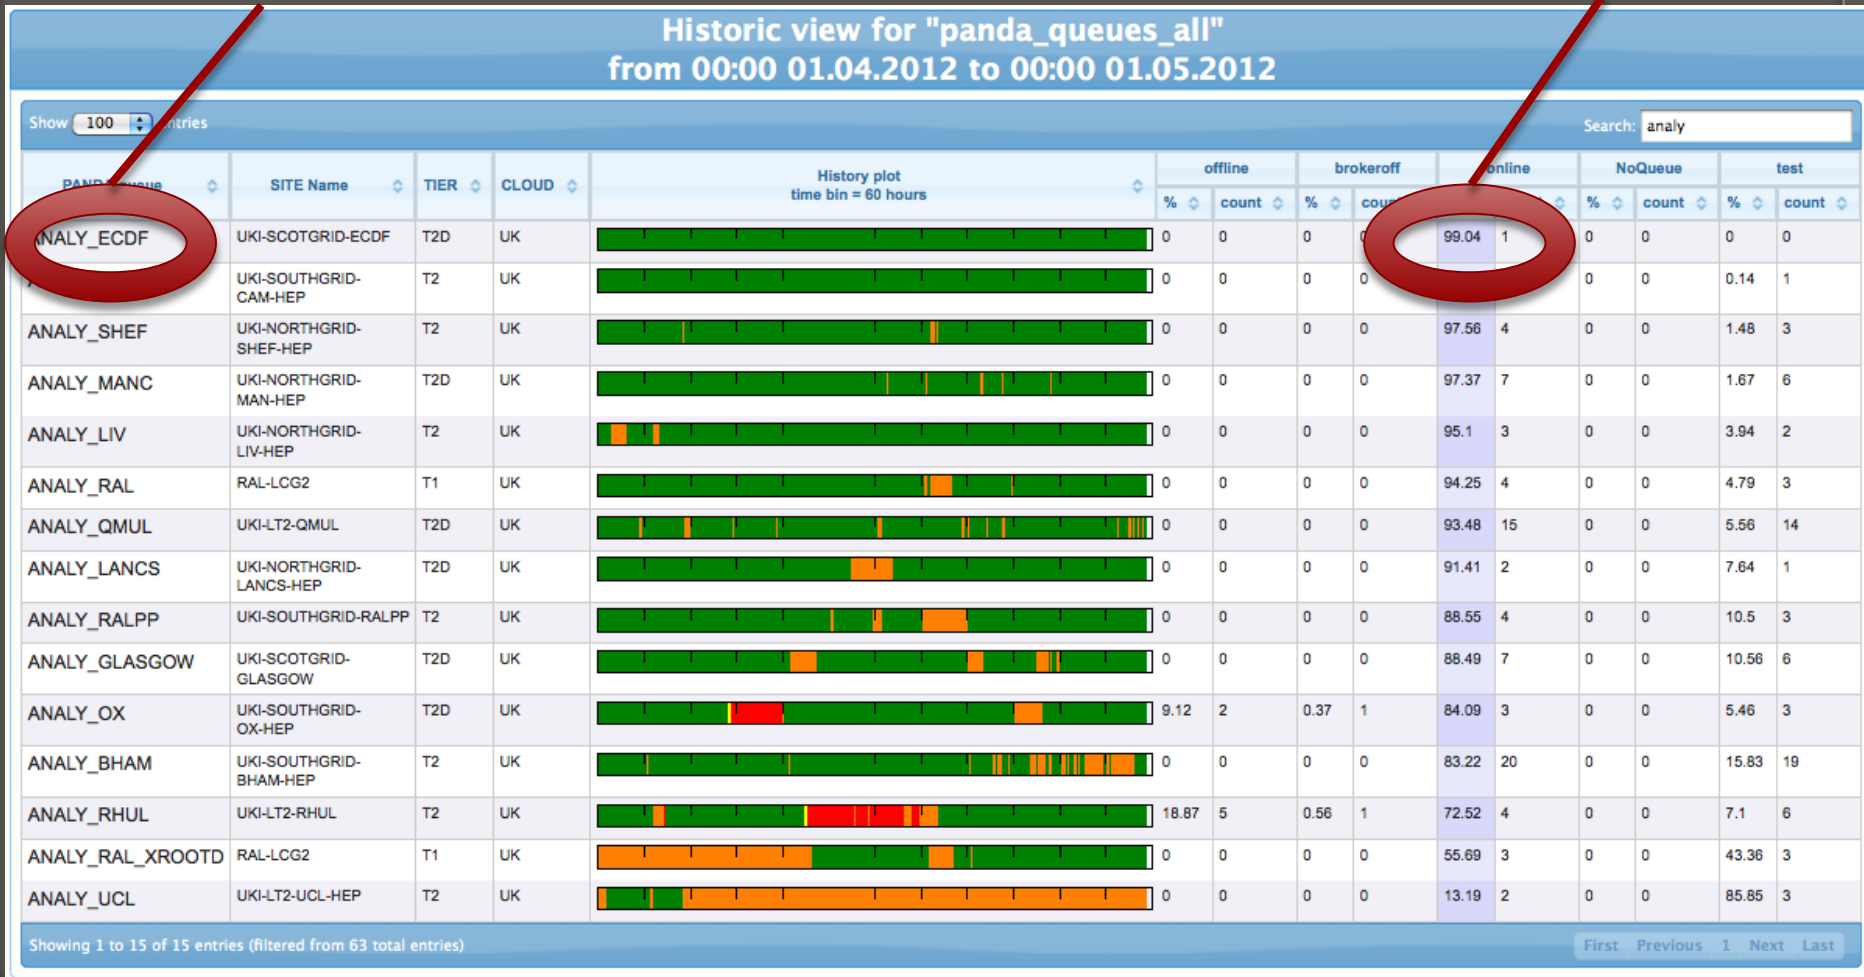 Historic view for "panda_queues_all"
from 00:00 01.04.2012 to 00:00 01.05.2012
Show 100 entries
Search: analy
SITE Name TIER CLOUD History plot time bin = 60 hours offline brokeroff online NoQueue test
% count % % count % count
ANALY_ECDF UKI-SCOTGRID-ECDF T2D UK 0 0 0 99.04 1 0 0 0 0
UKI-SOUTHGRID-CAM-HEP T2 UK 0 0 0 0 0 0 0.14 1
ANALY_SHEF UKI-NORTHGRID-SHEF-HEP T2 UK 0 0 0 0 97.56 4 0 0 1.48 3
ANALY_MANC UKI-NORTHGRID-MAN-HEP T2D UK 0 0 0 0 97.37 7 0 0 1.67 6
ANALY_LIV UKI-NORTHGRID-LIV-HEP T2 UK 0 0 0 0 95.1 3 0 0 3.94 2
ANALY_RAL RAL-LCG2 T1 UK 0 0 0 0 94.25 4 0 0 4.79 3
ANALY_QMUL UKI-LT2-QMUL T2D UK 0 0 0 0 93.48 15 0 0 5.56 14
ANALY_LANCS UKI-NORTHGRID-LANCS-HEP T2D UK 0 0 0 0 91.41 2 0 0 7.64 1
ANALY_RALPP UKI-SOUTHGRID-RALPP T2 UK 0 0 0 0 88.55 4 0 0 10.5 3
ANALY_GLASGOW UKI-SCOTGRID-GLASGOW T2D UK 0 0 0 0 88.49 7 0 0 10.56 6
ANALY_OX UKI-SOUTHGRID-OX-HEP T2D UK 9.12 2 0.37 1 84.09 3 0 0 5.46 3
ANALY_BHAM UKI-SOUTHGRID-BHAM-HEP T2 UK 0 0 0 0 83.22 20 0 0 15.83 19
ANALY_RHUL UKI-LT2-RHUL T2 UK 18.87 5 0.56 1 72.52 4 0 0 7.1 6
ANALY_RAL_XROOTD RAL-LCG2 T1 UK 0 0 0 0 55.69 3 0 0 43.36 3
ANALY_UCL UKI-LT2-UCL-HEP T2 UK 0 0 0 0 13.19 2 0 0 85.85 3
Showing 1 to 15 of 15 entries (filtered from 63 total entries)
First Previous 1 Next Last